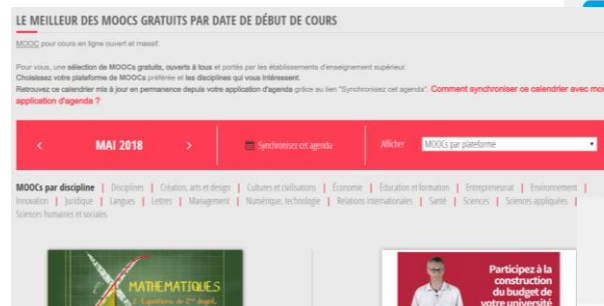 LE MEILLEUR DES MOOCS GRATUITS PAR DATE DE DÉBUT DE COURS
MOOC pour cours en ligne ouvert et massif.
Pour vous, une sélection de MOOCs gratuits, ouverts à tous et portés par les établissements d'enseignement supérieur.
Choisissez votre plateforme de MOOCs préférée et les disciplines qui vous intéressent.
Retrouvez ce calendrier mis à jour en permanence depuis votre application d'agenda grâce au lien "Synchronisez cet agenda". Comment synchroniser ce calendrier avec mon
application d'agenda ?
< MAI 2018 > Synchroniser cet agenda Afficher MOOCs par plateforme
MOOCs par discipline | Disciplines | Création, arts et design | Cultures et civilisations | Économie | Éducation et formation | Entrepreneuriat | Environnement |
Innovation | Juridique | Langues | Lettres | Management | Numérique, technologie | Relations internationales | Santé | Sciences | Sciences appliquées |
Sciences humaines et sociales
MATHEMATIQUES
2. Equations de 2nd degré,
Participez à la
construction
du budget de
votre université